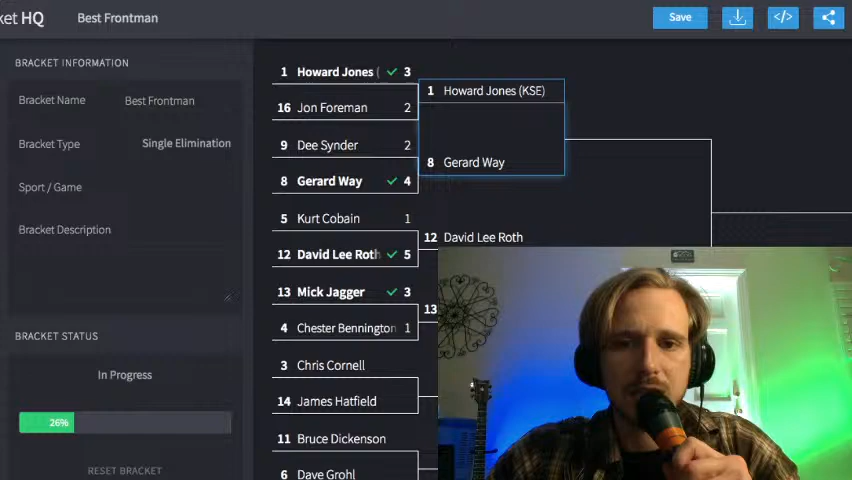 ket HQ
Best Frontman
Save
</>
BRACKET INFORMATION
Bracket Name Best Frontman
Bracket Type Single Elimination
Sport / Game
Bracket Description
BRACKET STATUS
In Progress
26%
RESET BRACKET
1 Howard Jones ( 3
16 Jon Foreman 2
9 Dee Synder 2
8 Gerard Way 4
5 Kurt Cobain 1
12 David Lee Roth 5
13 Mick Jagger 3
4 Chester Bennington 1
3 Chris Cornell
14 James Hatfield
11 Bruce Dickenson
6 Dave Grohl
1 Howard Jones (KSE)
8 Gerard Way
12 David Lee Roth
13